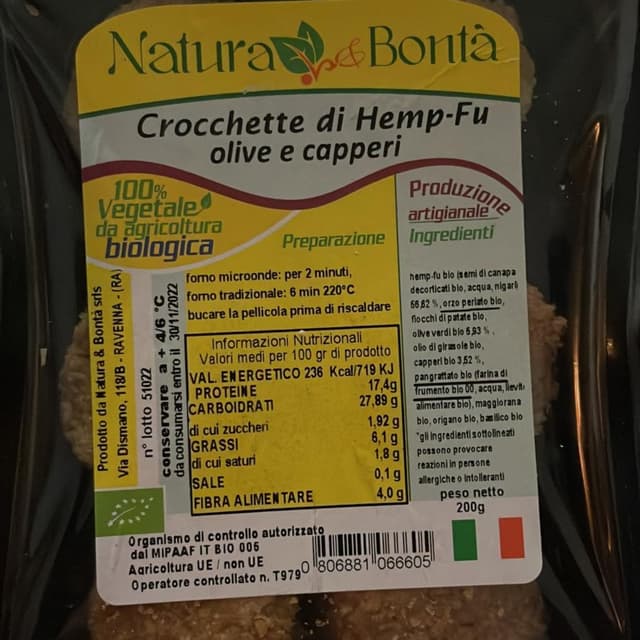 Natura & Bontà
Crocchette di Hemp-Fu
olive e capperi
100%
Vegetale
da agricoltura
biologica
Preparazione
Produzione
artigianale
Ingredienti
forno microonde: per 2 minuti,
forno tradizionale: 6 min 220°C
bucare la pellicola prima di riscaldare
Informazioni Nutrizionali
Valori medi per 100 gr di prodotto
VAL. ENERGETICO 236 Kcal/719 KJ
PROTEINE 17,4g
CARBOIDRATI 27,89 g
di cui zuccheri 1,92 g
GRASSI 6,1 g
di cui saturi 1,8 g
SALE 0,1 g
FIBRA ALIMENTARE 4,0 g
hemp-fu bio (semi di canapa
decorticati bio, acqua, nigari)
66,62 %, orzo perlato bio,
fiocchi di patate bio,
olive verdi bio 5,93 %,
olio di girasole bio,
capperi bio 3,52 %,
pangrattato bio (farina di
frumento bio 00, acqua, lievito
alimentare bio), maggiorana
bio, origano bio, basilico bio
*gli ingredienti sottolineati
possono provocare
reazioni in persone
allergiche o intolleranti
peso netto
200g
Prodotto da Natura & Bontà srls
Via Dismano, 118/B - RAVENNA - (RA)
n° lotto 51022
conservare a + 4/6 °C
da consumarsi entro il 30/11/2022
Organismo di controllo autorizzato
dal MIPAAF IT BIO 006
Agricoltura UE / non UE
Operatore controllato n. T979
0 806881 066605